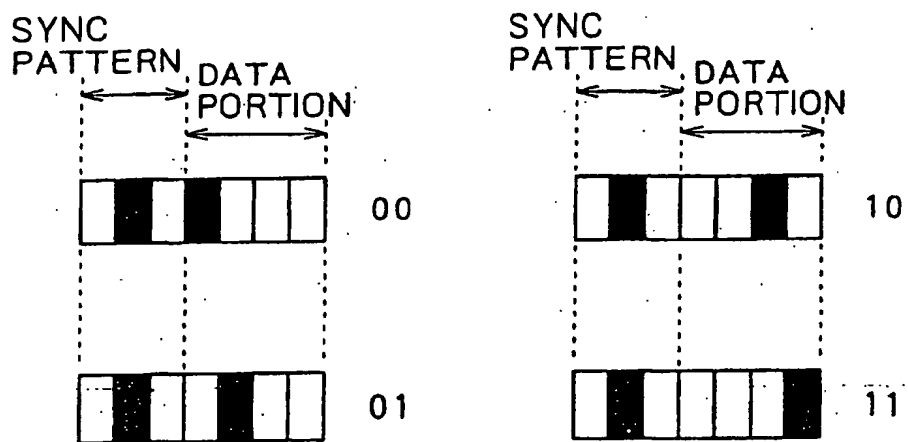 SYNC
PATTERN
DATA
PORTION
00
01
SYNC
PATTERN
DATA
PORTION
10
11